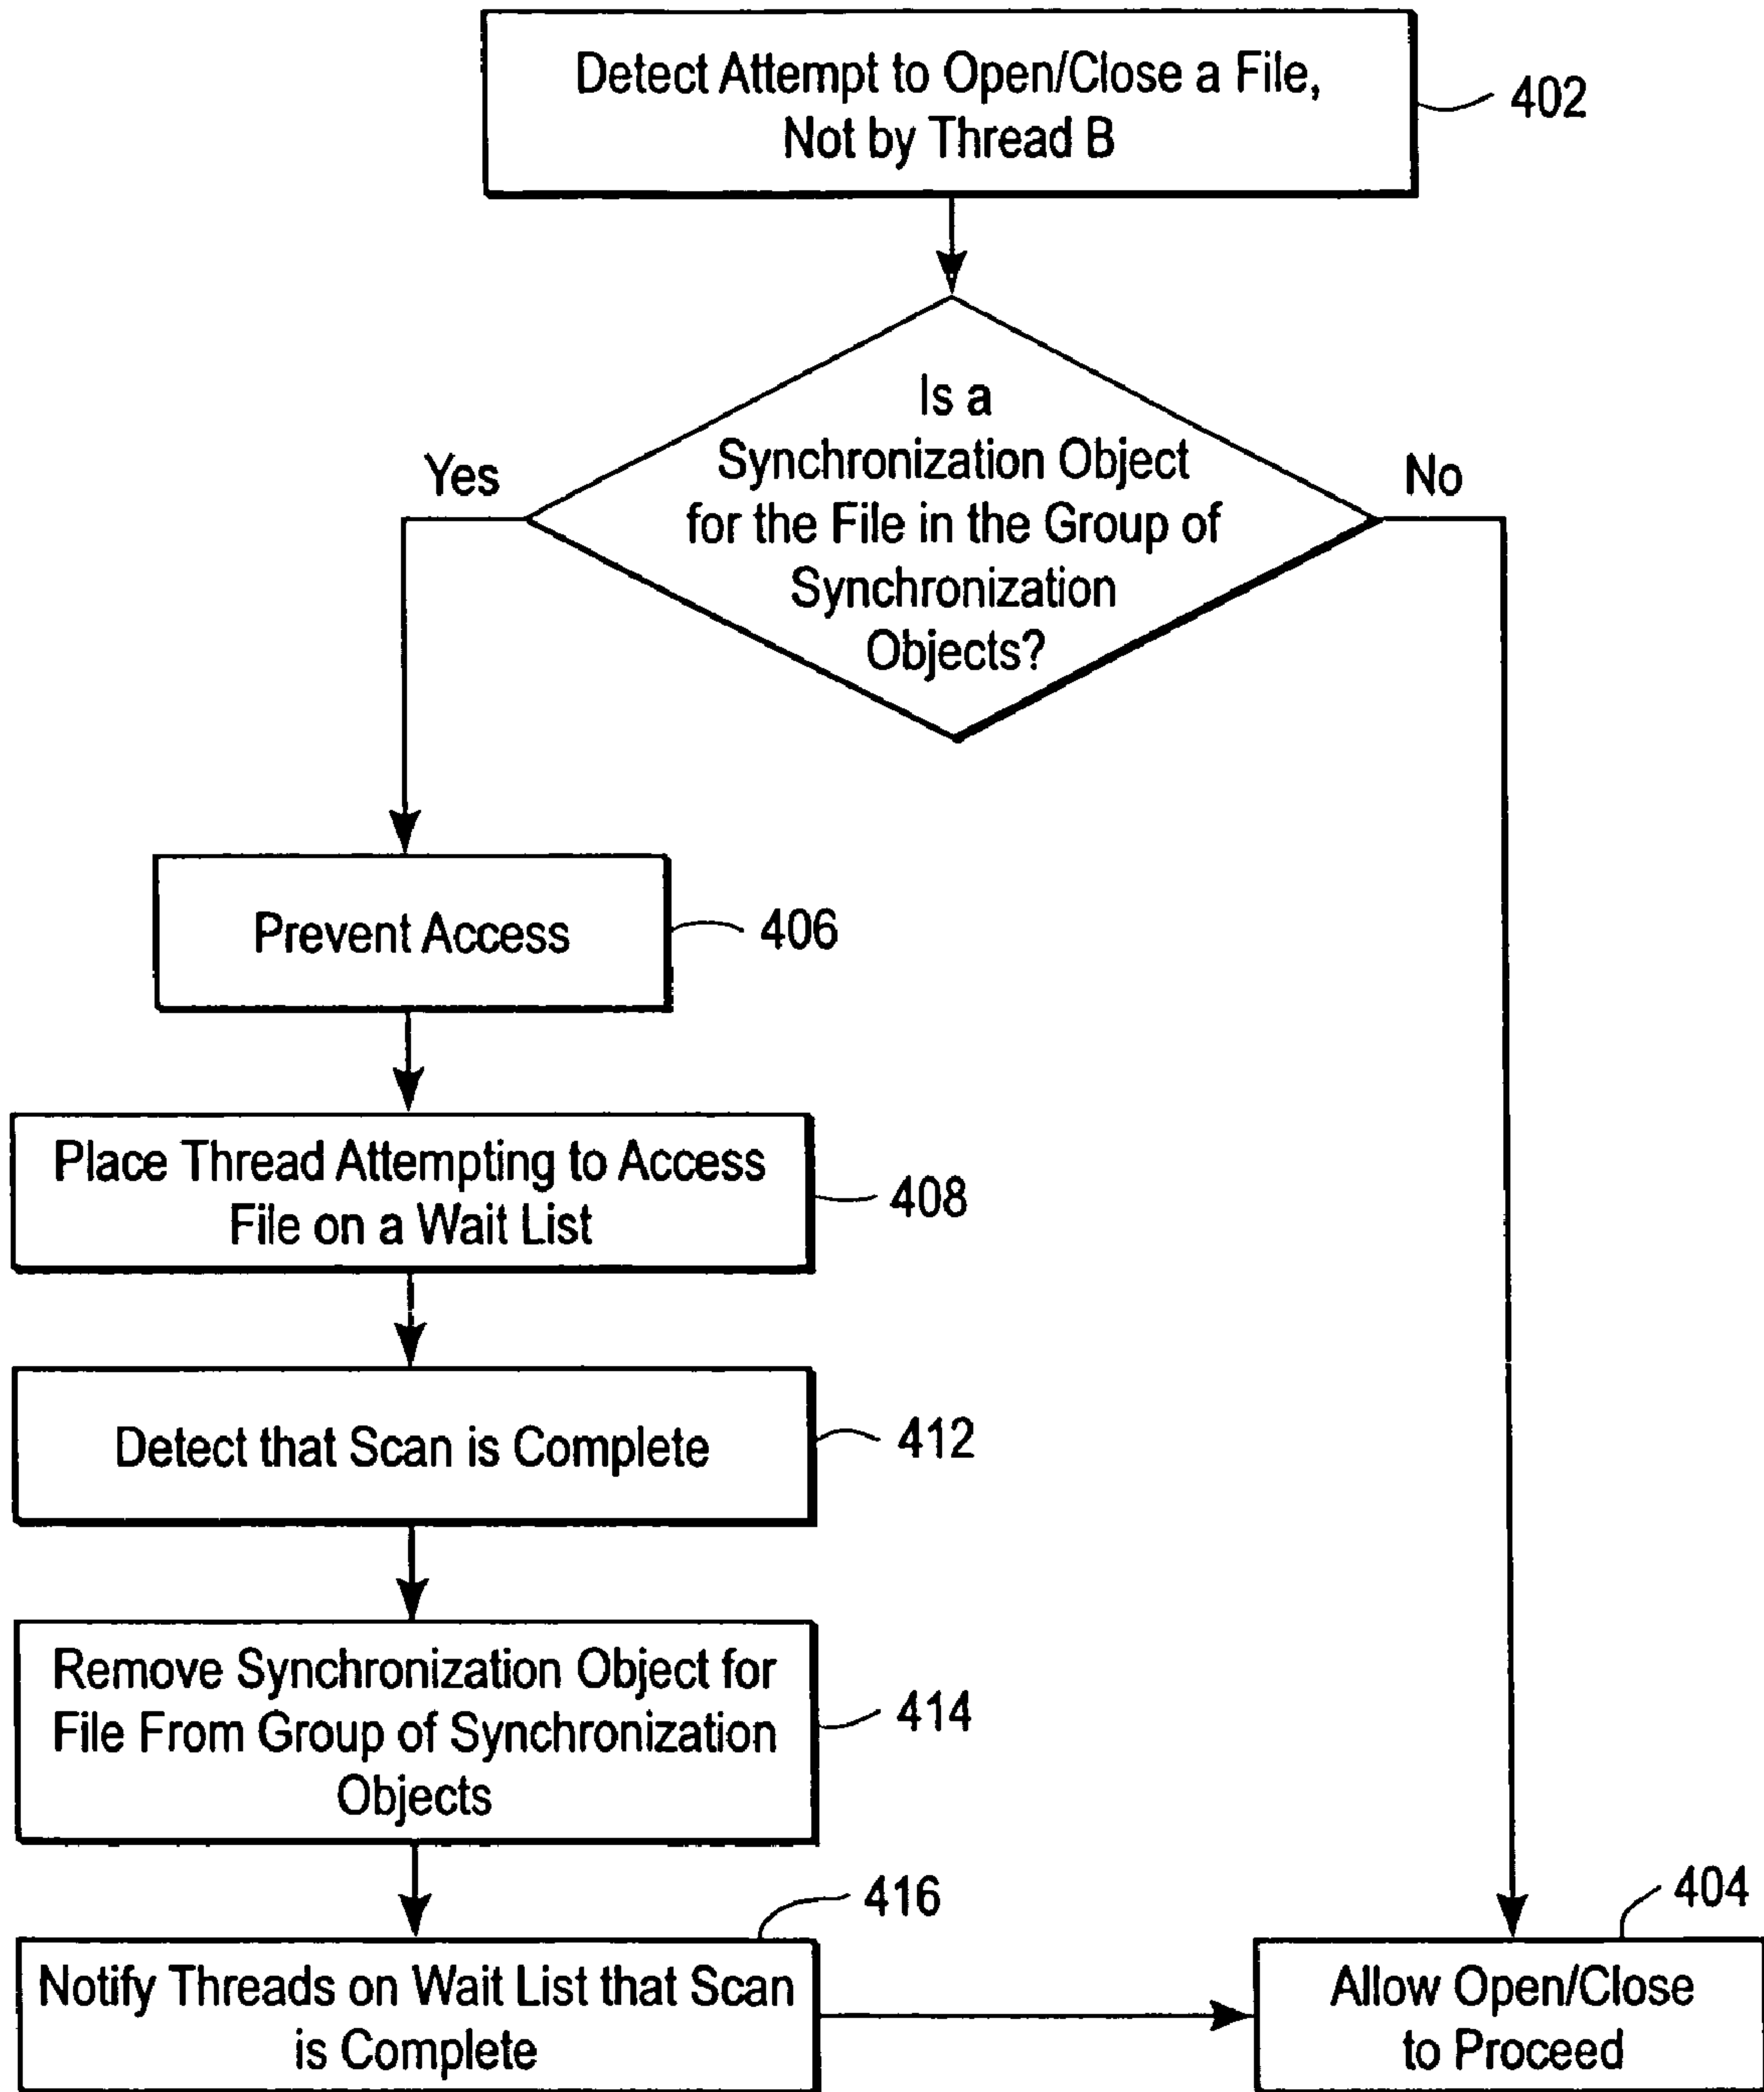 Detect Attempt to Open/Close a File,
Not by Thread B
402
Is a
Synchronization Object
for the File in the Group of
Synchronization
Objects?
Yes
No
Prevent Access
406
Place Thread Attempting to Access
File on a Wait List
408
Detect that Scan is Complete
412
Remove Synchronization Object for
File From Group of Synchronization
Objects
414
416
Notify Threads on Wait List that Scan
is Complete
404
Allow Open/Close
to Proceed